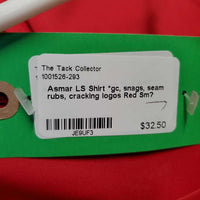 The Tack Collector
1001526-293
Asmar LS Shirt *gc, snags, seam
rubs, cracking logos Red Sm?
$32.50
JE9UF3